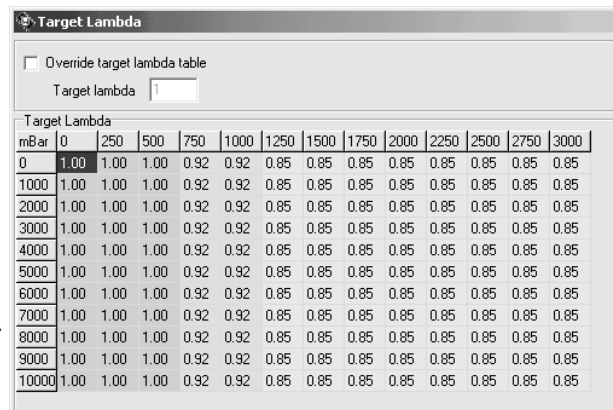 Target Lambda
Override target lambda table
Target lambda 1
Target Lambda
mBar 0 250 500 750 1000 1250 1500 1750 2000 2250 2500 2750 3000
0 1.00 1.00 1.00 0.92 0.92 0.85 0.85 0.85 0.85 0.85 0.85 0.85 0.85
1000 1.00 1.00 1.00 0.92 0.92 0.85 0.85 0.85 0.85 0.85 0.85 0.85 0.85
2000 1.00 1.00 1.00 0.92 0.92 0.85 0.85 0.85 0.85 0.85 0.85 0.85 0.85
3000 1.00 1.00 1.00 0.92 0.92 0.85 0.85 0.85 0.85 0.85 0.85 0.85 0.85
4000 1.00 1.00 1.00 0.92 0.92 0.85 0.85 0.85 0.85 0.85 0.85 0.85 0.85
5000 1.00 1.00 1.00 0.92 0.92 0.85 0.85 0.85 0.85 0.85 0.85 0.85 0.85
6000 1.00 1.00 1.00 0.92 0.92 0.85 0.85 0.85 0.85 0.85 0.85 0.85 0.85
7000 1.00 1.00 1.00 0.92 0.92 0.85 0.85 0.85 0.85 0.85 0.85 0.85 0.85
8000 1.00 1.00 1.00 0.92 0.92 0.85 0.85 0.85 0.85 0.85 0.85 0.85 0.85
9000 1.00 1.00 1.00 0.92 0.92 0.85 0.85 0.85 0.85 0.85 0.85 0.85 0.85
10000 1.00 1.00 1.00 0.92 0.92 0.85 0.85 0.85 0.85 0.85 0.85 0.85 0.85